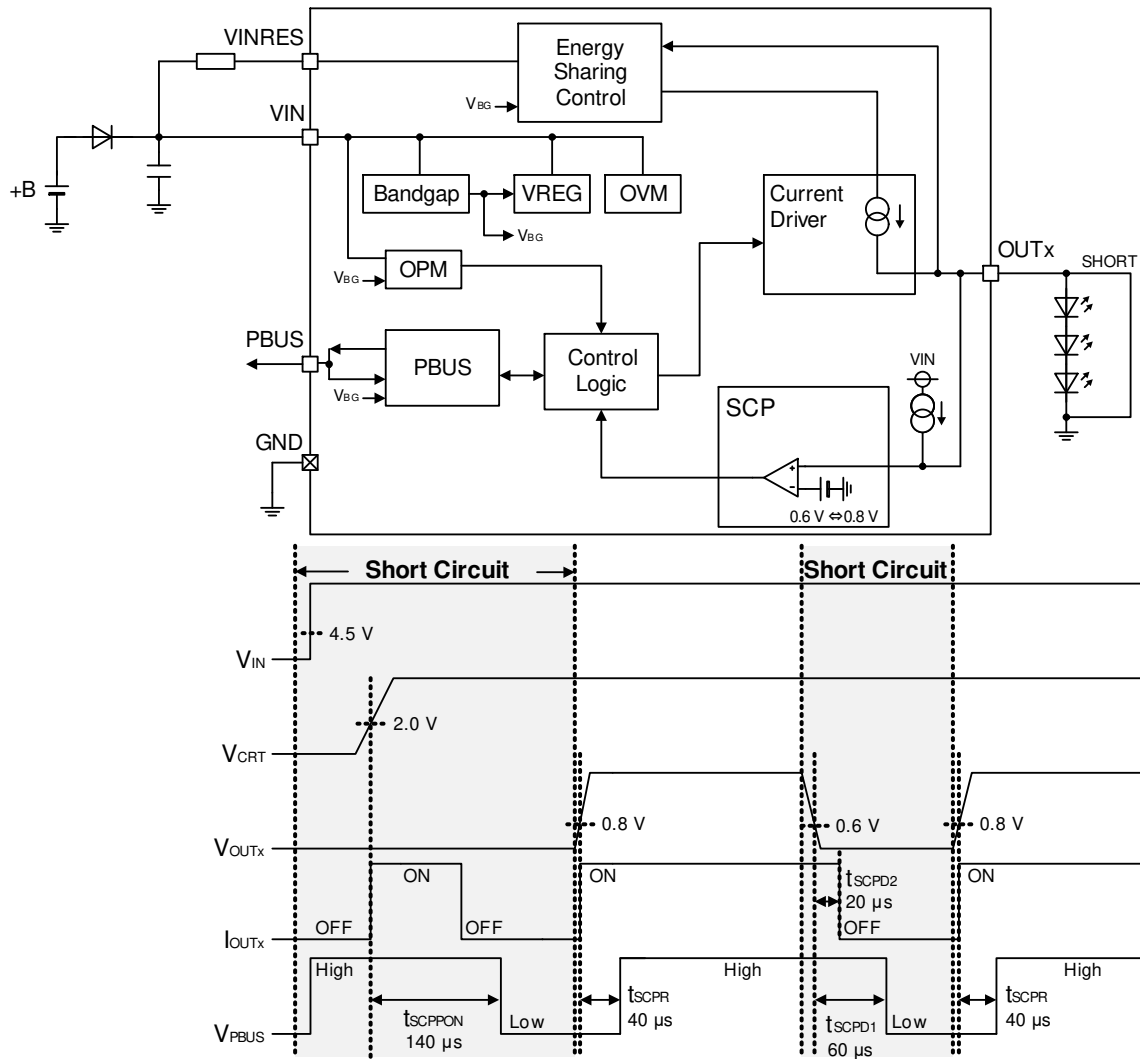 VINRES
Energy
Sharing
Control
VBG
VIN
+B
Bandgap
VREG
OVM
VBG
Current
Driver
OUTx
SHORT
VBG
OPM
PBUS
PBUS
VBG
Control
Logic
VIN
SCP
+
-
0.6 V ⇔0.8 V
GND
Short Circuit
Short Circuit
4.5 V
VIN
2.0 V
VCRT
0.8 V
0.6 V
0.8 V
VOUTx
ON
ON
tSCPD2
20 µs
ON
OFF
OFF
OFF
IOUTx
High
High
High
tSCPPON
140 µs
Low
tSCPR
40 µs
tSCPD1
60 µs
Low
tSCPR
40 µs
VPBUS